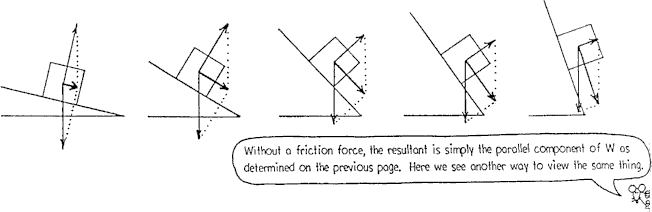 Without a friction force, the resultant is simply the parallel component of W as
determined on the previous page. Here we see another way to view the same thing.